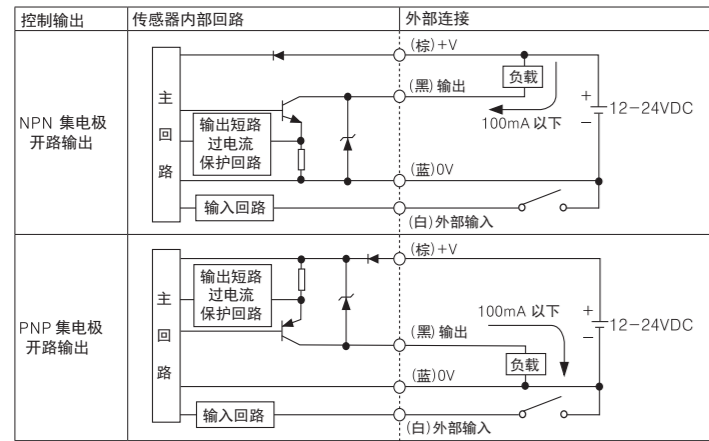 控制输出
传感器内部回路
外部连接
NPN 集电极
开路输出
主
回
路
输出短路
过电流
保护回路
输入回路
(棕)+V
(黑)输出
负载
100mA 以下
+
12-24VDC
−
(蓝)0V
(白)外部输入
PNP 集电极
开路输出
主
回
路
输出短路
过电流
保护回路
输入回路
(棕)+V
100mA 以下
+
12-24VDC
−
(黑)输出
负载
(蓝)0V
(白)外部输入